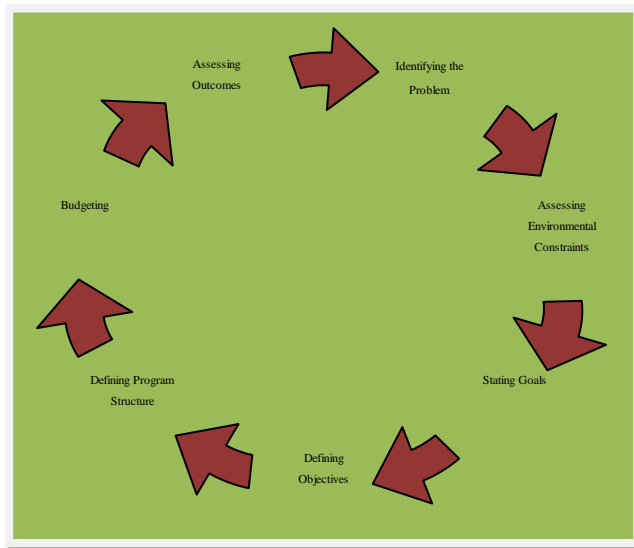 Assessing
Outcomes
Identifying the
Problem
Assessing
Environmental
Constraints
Stating Goals
Defining
Objectives
Defining Program
Structure
Budgeting